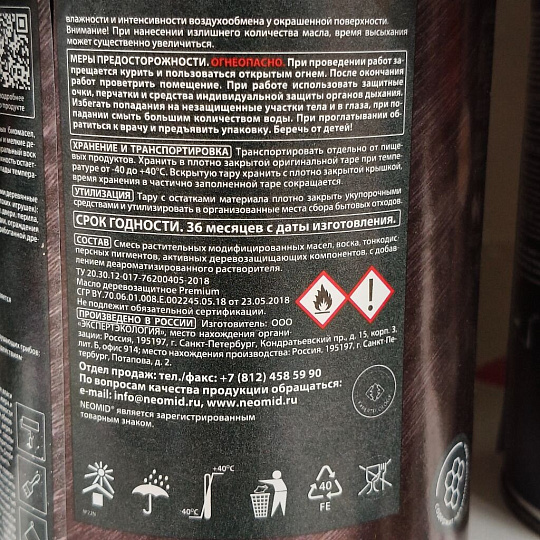 влажности и интенсивности воздухообмена у окрашенной поверхности.
Внимание! При нанесении излишнего количества масла, время высыхания
может существенно увеличиться.
МЕРЫ ПРЕДОСТОРОЖНОСТИ. ОГНЕОПАСНО. При проведении работ за-
прещается курить и пользоваться открытым огнем. После окончания
работ проветрить помещение. При работе использовать защитные
очки, перчатки и средства индивидуальной защиты органов дыхания.
Избегать попадания на незащищенные участки тела и в глаза, при по-
падании смыть большим количеством воды. При проглатывании об-
ратиться к врачу и предъявить упаковку. Беречь от детей!
ХРАНЕНИЕ И ТРАНСПОРТИРОВКА Транспортировать отдельно от пище-
вых продуктов. Хранить в плотно закрытой оригинальной таре при темпе-
ратуре от -40 до +40°С. Вскрытую тару хранить с плотно закрытой крышкой,
время хранения в частично заполненной таре сокращается.
УТИЛИЗАЦИЯ Тару с остатками материала плотно закрыть укупорочными
средствами и утилизировать в организованные места сбора бытовых отходов.
СРОК ГОДНОСТИ. 36 месяцев с даты изготовления.
СОСТАВ Смесь растительных модифицированных масел, воска, тонкодис-
персных пигментов, активных деревозащищающих компонентов, с добав-
лением деароматизированного растворителя.
ТУ 20.30.12-017-76200405-2018
Масло деревозащитное Premium
СГР BY.70.06.01.008.E.002245.05.18 от 23.05.2018
Не подлежит обязательной сертификации.
ПРОИЗВЕДЕНО В РОССИИ Изготовитель: ООО
«ЭКСПЕРТЭКОЛОГИЯ», место нахождения органи-
зации: Россия, 195197, г. Санкт-Петербург, Кондратьевский пр., д. 15, корп. 3,
лит. Б, офис 914; место нахождения производства: Россия, 195197, г. Санкт-Пе-
тербург, Потапова, д. 2.
Отдел продаж: тел./факс: +7 (812) 458 59 90
По вопросам качества продукции обращаться:
e-mail: info@neomid.ru, www.neomid.ru
NEOMID® является зарегистрированным
товарным знаком.
+40°C
40°C
40
FE